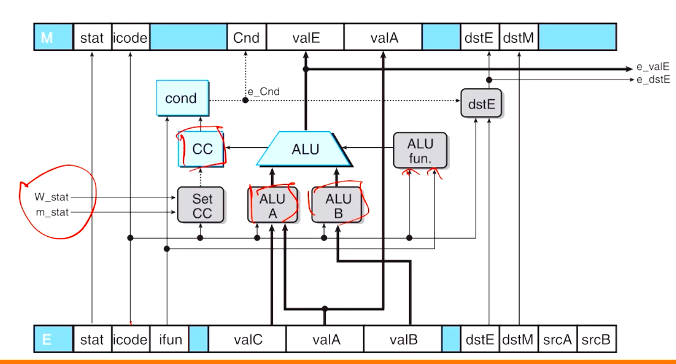 M stat icode Cnd valE valA dstE dstM
e_valE
e_dstE
e_Cnd
cond
dstE
CC
ALU
ALU
fun.
W_stat
m_stat
Set
CC
ALU
A
ALU
B
E stat icode ifun valC valA valB dstE dstM srcA srcB